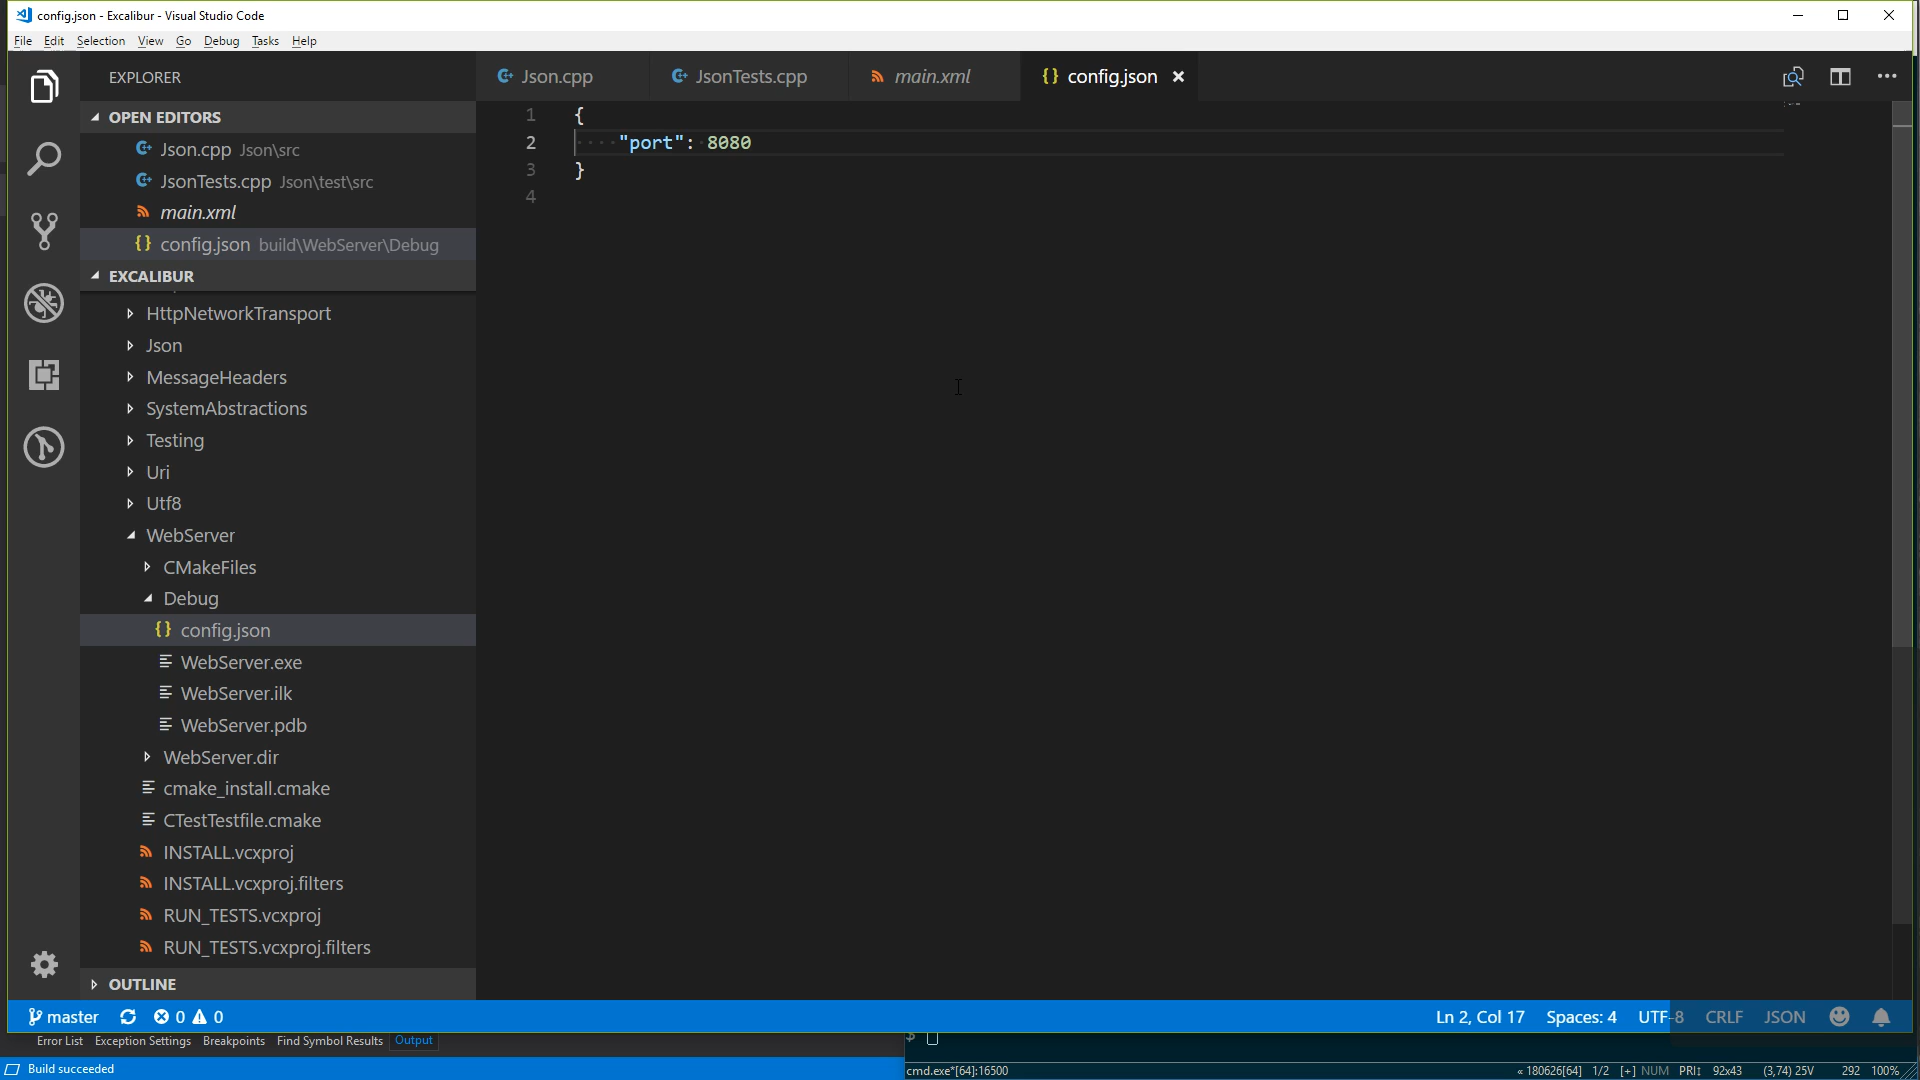 config.json - Excalibur - Visual Studio Code
File Edit Selection View Go Debug Tasks Help
EXPLORER
Json.cpp JsonTests.cpp main.xml config.json
OPEN EDITORS
Json.cpp Json\src
JsonTests.cpp Json\test\src
main.xml
config.json build\WebServer\Debug
EXCALIBUR
HttpNetworkTransport
Json
MessageHeaders
SystemAbstractions
Testing
Uri
Utf8
WebServer
CMakeFiles
Debug
config.json
WebServer.exe
WebServer.ilk
WebServer.pdb
WebServer.dir
cmake_install.cmake
CTestTestfile.cmake
INSTALL.vcxproj
INSTALL.vcxproj.filters
RUN_TESTS.vcxproj
RUN_TESTS.vcxproj.filters
OUTLINE
1 {
2 ····"port":·8080
3 }
4
master 0 0 Ln 2, Col 17 Spaces: 4 UTF-8 CRLF JSON
Error List Exception Settings Breakpoints Find Symbol Results Output
$
Build succeeded
cmd.exe*[64]:16500 « 180626[64] 1/2 [+] NUM PRI↕ 92x43 (3,74) 25V 292 100%